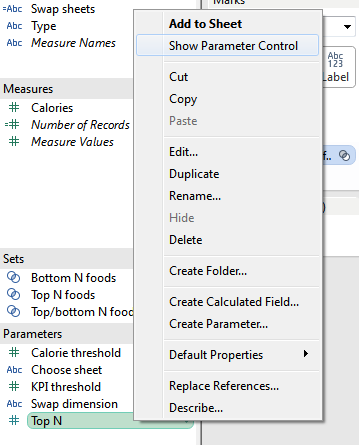 =Abc Swap sheets
Abc Type
Abc Measure Names
Measures
# Calories
=# Number of Records
# Measure Values
Sets
Bottom N foods
Top N foods
Top/bottom N food
Parameters
# Calorie threshold
Abc Choose sheet
# KPI threshold
Abc Swap dimension
# Top N
Add to Sheet
Show Parameter Control
Cut
Copy
Paste
Edit...
Duplicate
Rename...
Hide
Delete
Create Folder...
Create Calculated Field...
Create Parameter...
Default Properties
Replace References...
Describe...
Marks
Abc
123
Label
f..
)